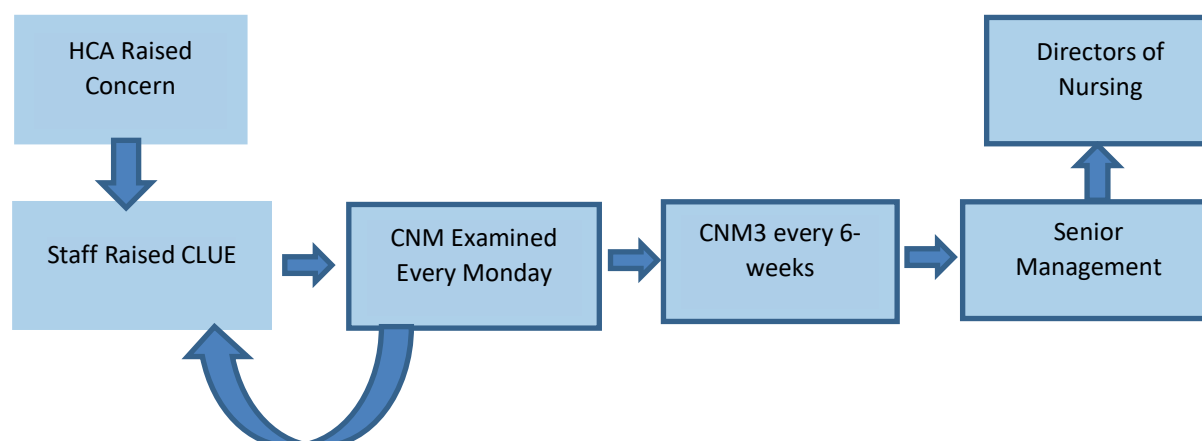 HCA Raised
Concern
Directors of
Nursing
Staff Raised CLUE
CNM Examined
Every Monday
CNM3 every 6-
weeks
Senior
Management